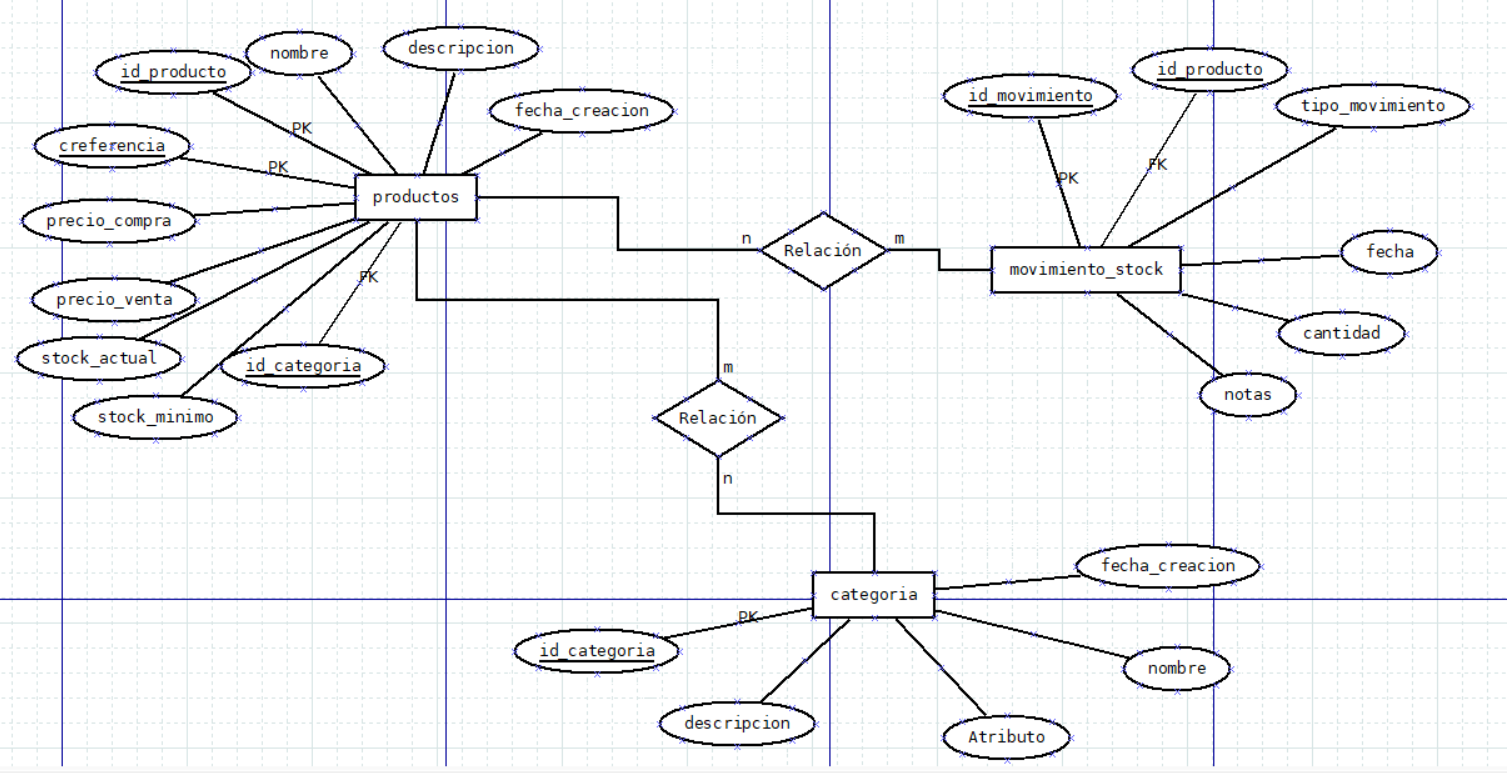 id_producto
nombre
descripcion
fecha_creacion
creferencia
PK
PK
productos
precio_compra
precio_venta
stock_actual
stock_minimo
FK
id_categoria
n
Relación
m
id_movimiento
id_producto
tipo_movimiento
PK
FK
movimiento_stock
fecha
cantidad
notas
m
Relación
n
categoria
fecha_creacion
PK
id_categoria
nombre
descripcion
Atributo